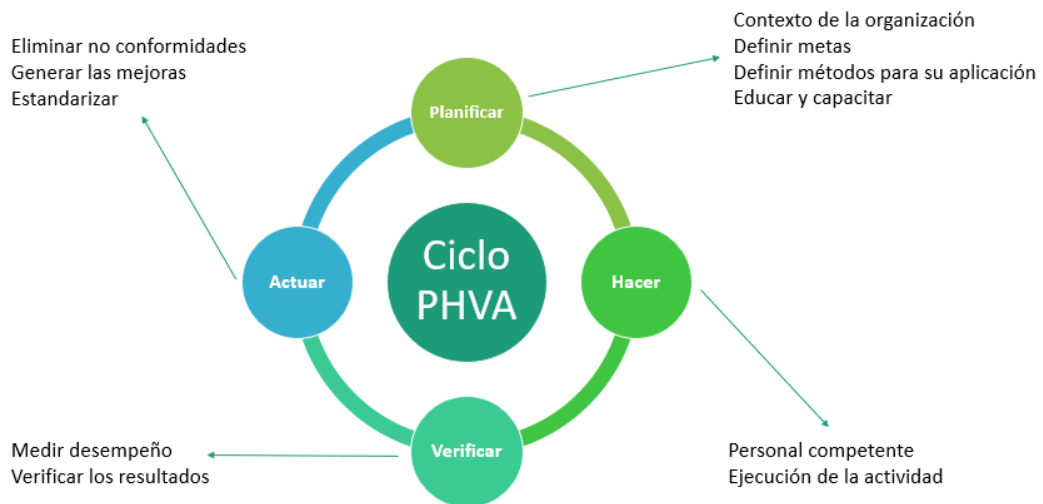 Eliminar no conformidades
Generar las mejoras
Estandarizar
Contexto de la organización
Definir metas
Definir métodos para su aplicación
Educar y capacitar
Planificar
Actuar
Ciclo
PHVA
Hacer
Verificar
Medir desempeño
Verificar los resultados
Personal competente
Ejecución de la actividad